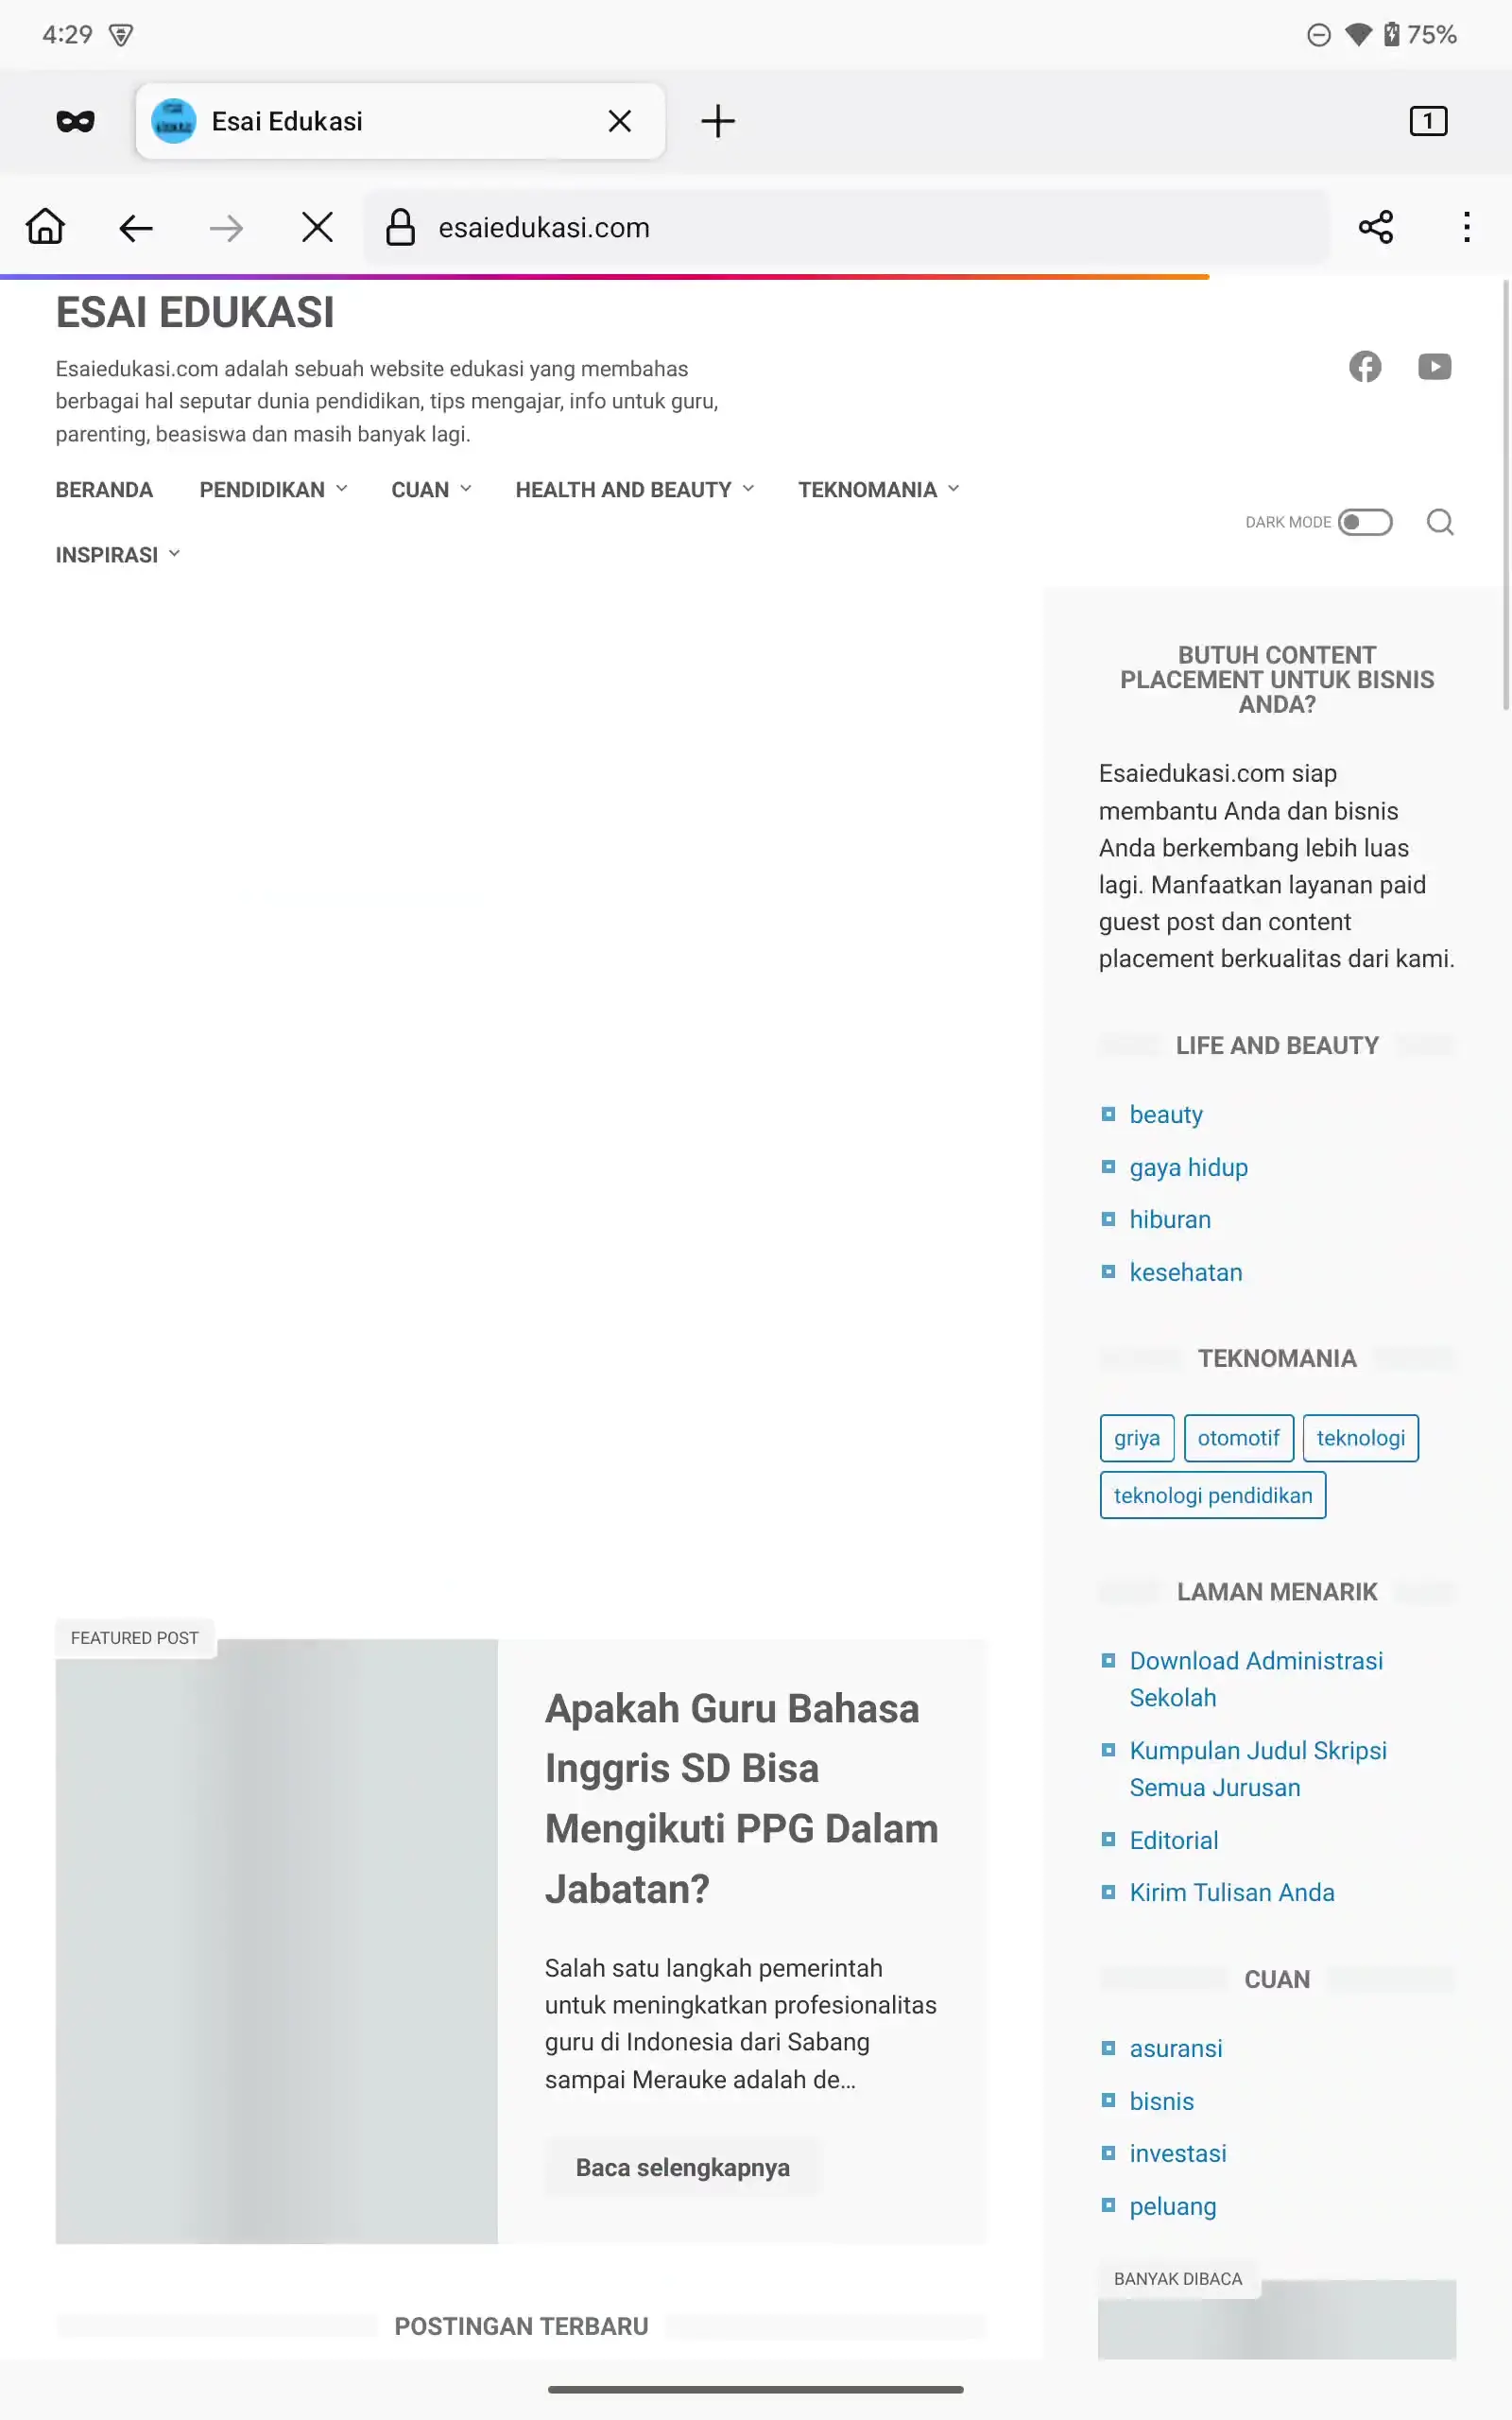 4:29
75%
Esai Edukasi
1
esaiedukasi.com
ESAI EDUKASI
Esaiedukasi.com adalah sebuah website edukasi yang membahas
berbagai hal seputar dunia pendidikan, tips mengajar, info untuk guru,
parenting, beasiswa dan masih banyak lagi.
BERANDA PENDIDIKAN CUAN HEALTH AND BEAUTY TEKNOMANIA
INSPIRASI
DARK MODE
BUTUH CONTENT
PLACEMENT UNTUK BISNIS
ANDA?
Esaiedukasi.com siap
membantu Anda dan bisnis
Anda berkembang lebih luas
lagi. Manfaatkan layanan paid
guest post dan content
placement berkualitas dari kami.
LIFE AND BEAUTY
beauty
gaya hidup
hiburan
kesehatan
TEKNOMANIA
griya otomotif teknologi
teknologi pendidikan
LAMAN MENARIK
Download Administrasi
Sekolah
Kumpulan Judul Skripsi
Semua Jurusan
Editorial
Kirim Tulisan Anda
CUAN
asuransi
bisnis
investasi
peluang
BANYAK DIBACA
FEATURED POST
Apakah Guru Bahasa
Inggris SD Bisa
Mengikuti PPG Dalam
Jabatan?
Salah satu langkah pemerintah
untuk meningkatkan profesionalitas
guru di Indonesia dari Sabang
sampai Merauke adalah de…
Baca selengkapnya
POSTINGAN TERBARU